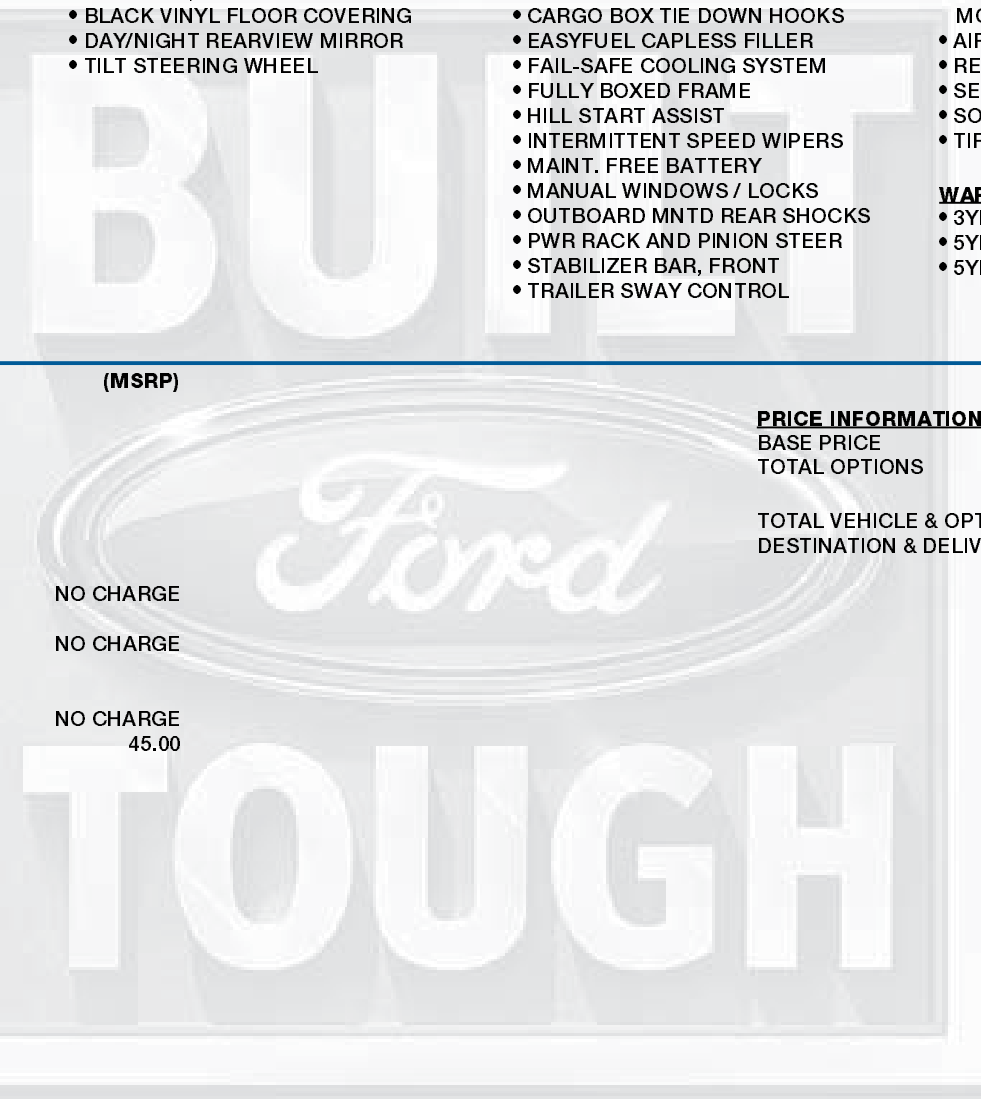 • BLACK VINYL FLOOR COVERING
• DAY/NIGHT REARVIEW MIRROR
• TILT STEERING WHEEL
• CARGO BOX TIE DOWN HOOKS
• EASYFUEL CAPLESS FILLER
• FAIL-SAFE COOLING SYSTEM
• FULLY BOXED FRAME
• HILL START ASSIST
• INTERMITTENT SPEED WIPERS
• MAINT. FREE BATTERY
• MANUAL WINDOWS / LOCKS
• OUTBOARD MNTD REAR SHOCKS
• PWR RACK AND PINION STEER
• STABILIZER BAR, FRONT
• TRAILER SWAY CONTROL
BUILT
(MSRP)
NO CHARGE
NO CHARGE
NO CHARGE
45.00
Ford
PRICE INFORMATION
BASE PRICE
TOTAL OPTIONS
TOTAL VEHICLE &
DESTINATION &
TOUGH